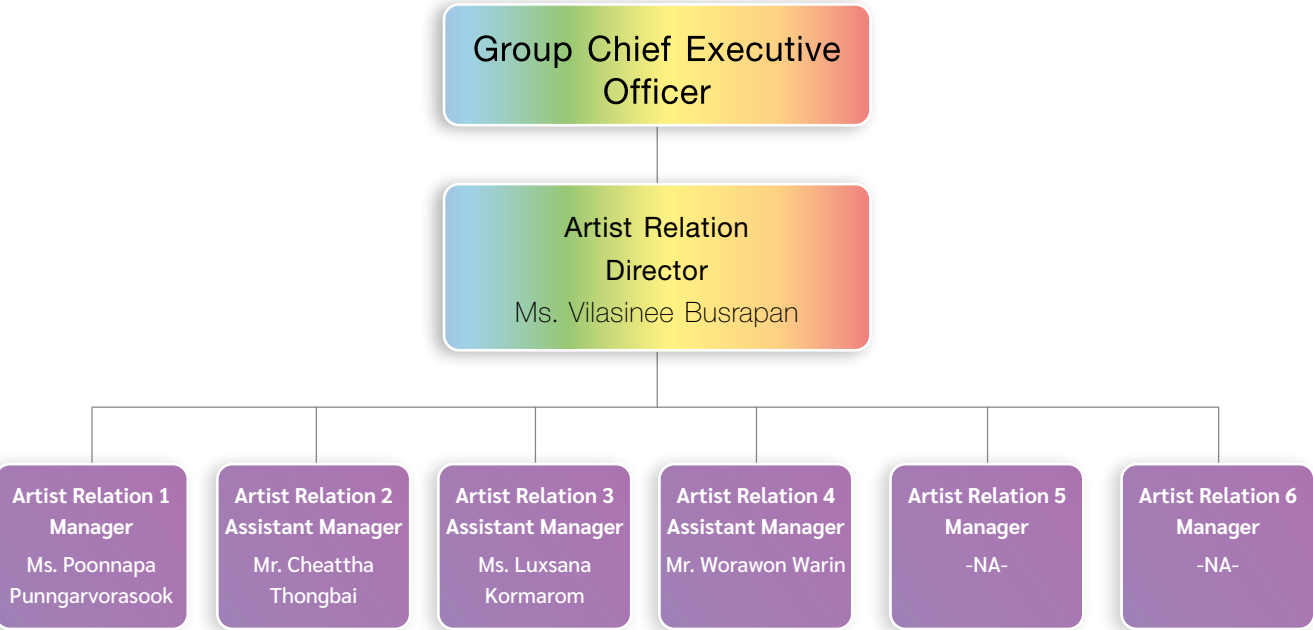 Group Chief Executive
Officer
Artist Relation
Director
Ms. Vilasinee Busrapan
Artist Relation 1
Manager
Ms. Poonnapa
Punngarvorasook
Artist Relation 2
Assistant Manager
Mr. Cheattha
Thongbai
Artist Relation 3
Assistant Manager
Ms. Luxsana
Kormarom
Artist Relation 4
Assistant Manager
Mr. Worawon Warin
Artist Relation 5
Manager
-NA-
Artist Relation 6
Manager
-NA-